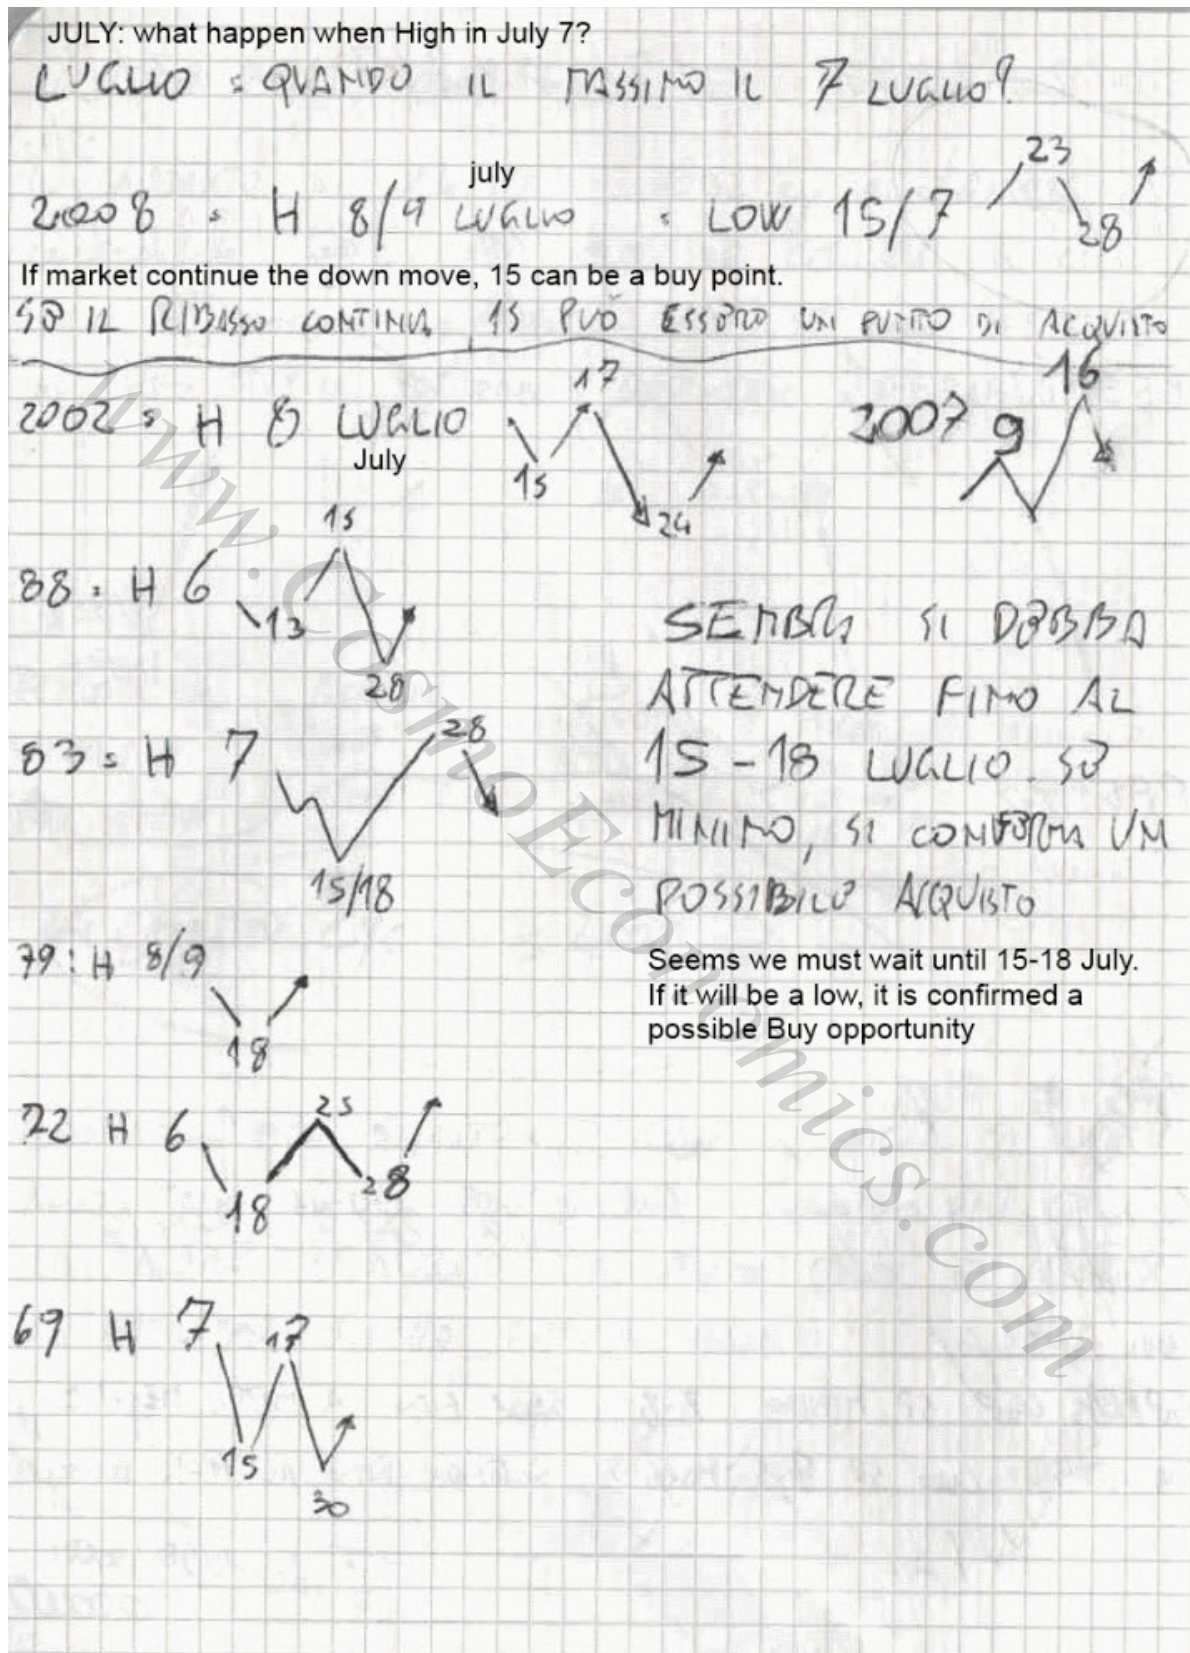 JULY: what happen when High in July 7?
LUGLIO = QUANDO IL MASSIMO IL 7 LUGLIO?
july
2008 = H 8/9 LUGLIO = LOW 15/7 23 28
If market continue the down move, 15 can be a buy point.
SE IL RIBASSO CONTINUA, 15 PUÒ ESSERE UN PUNTO DI ACQUISTO
2002 = H 8 LUGLIO 15 17 24
July
2007 9 16
88 = H 6 13 15 28
83 = H 7 15/18 28
SEMBRA SI DEBBA
ATTENDERE FINO AL
15-18 LUGLIO. SE
MINIMO, SI CONFERMA UN
POSSIBILE ACQUISTO
Seems we must wait until 15-18 July.
If it will be a low, it is confirmed a
possible Buy opportunity
79: H 8/9 18
72 H 6 18 25 28
69 H 7 15 17 30
www.CosmoEconomics.com